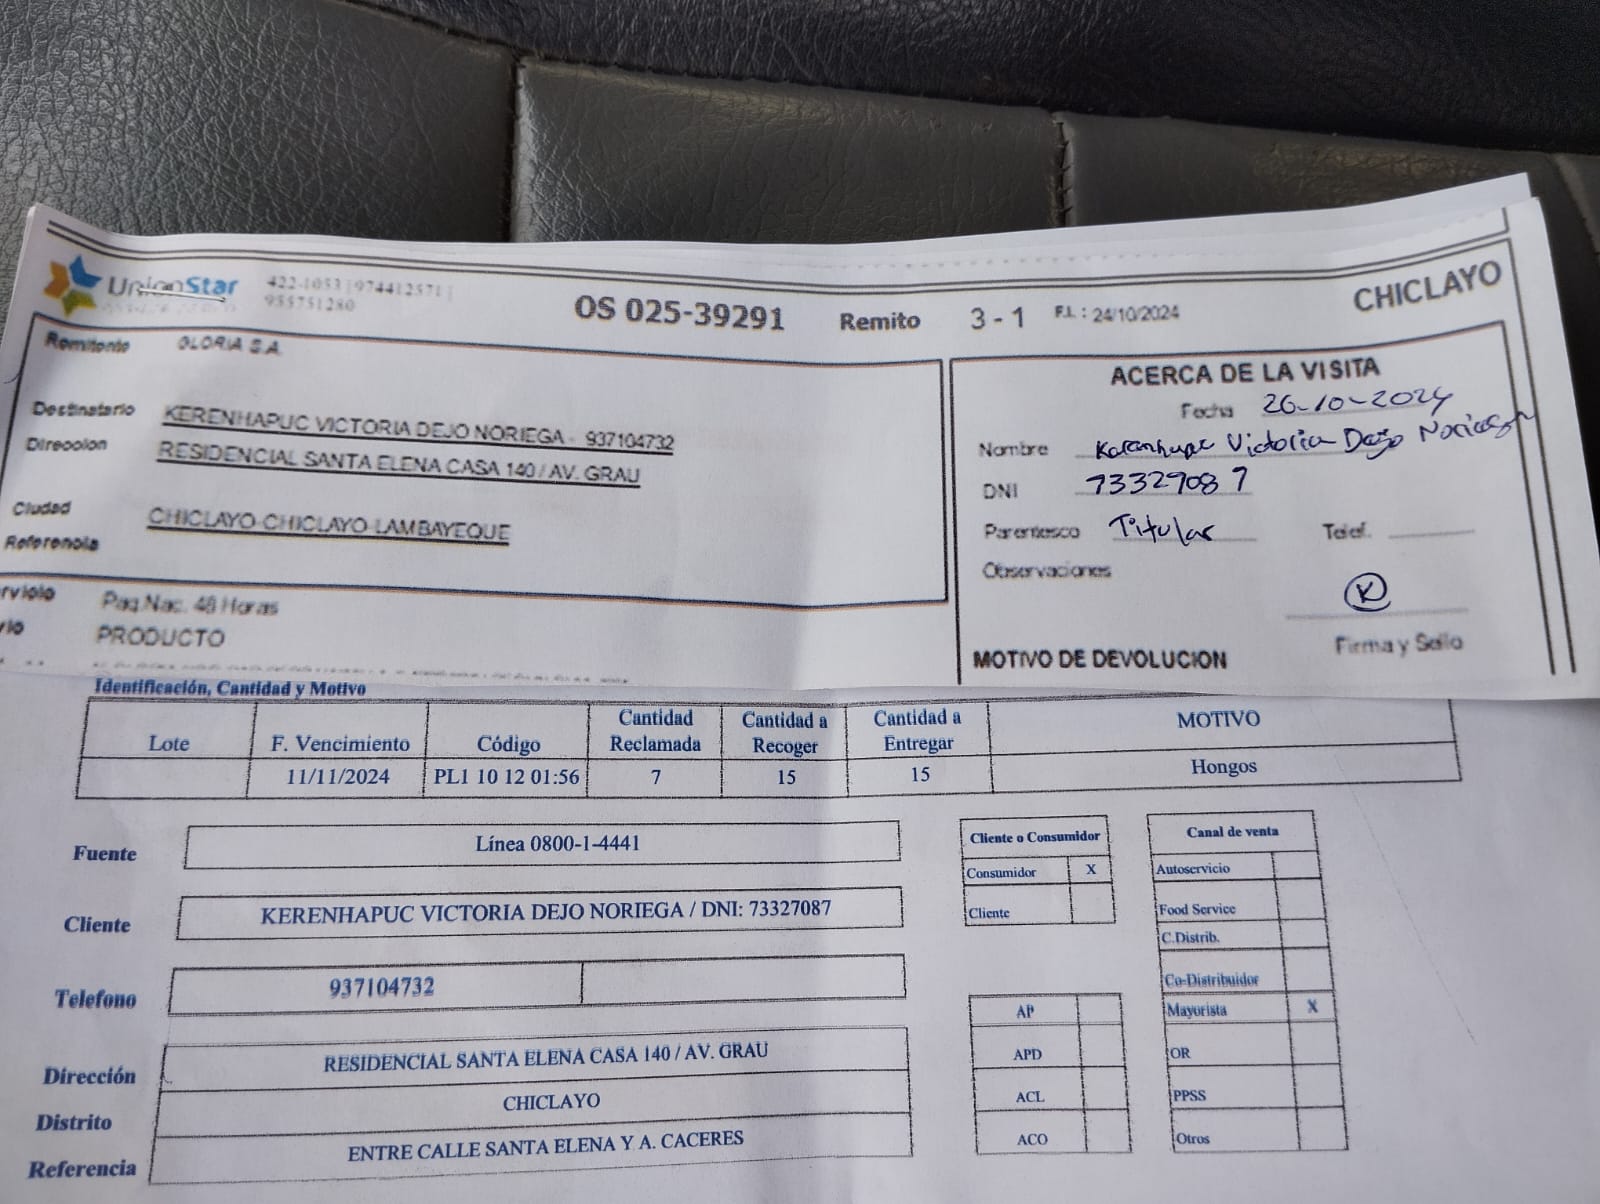 UnionStar 422-1053 | 974412571 |
955751280
OS 025-39291 Remito 3 - 1 F.I. : 24/10/2024 CHICLAYO
Remitente GLORIA S.A.
Destinatario KERENHAPUC VICTORIA DEJO NORIEGA - 937104732
Direccion RESIDENCIAL SANTA ELENA CASA 140 / AV. GRAU
Ciudad CHICLAYO-CHICLAYO-LAMBAYEQUE
Referencia
rvicio Paq.Nac. 48 Horas
PRODUCTO
ACERCA DE LA VISITA
Fecha 26-10-2024
Nombre Victoria Dejo
DNI 73327087
Parentesco Titular Telef.
Observaciones
K
Firma y Sello
MOTIVO DE DEVOLUCION
Identificación, Cantidad y Motivo
Lote F. Vencimiento Código Cantidad Reclamada Cantidad a Recoger Cantidad a Entregar MOTIVO
11/11/2024 PL1 10 12 01:56 7 15 15 Hongos
Fuente Línea 0800-1-4441
Cliente KERENHAPUC VICTORIA DEJO NORIEGA / DNI: 73327087
Telefono 937104732
Dirección RESIDENCIAL SANTA ELENA CASA 140 / AV. GRAU
Distrito CHICLAYO
Referencia ENTRE CALLE SANTA ELENA Y A. CACERES
Cliente o Consumidor
Consumidor X
Cliente
AP
APD
ACL
ACO
Canal de venta
Autoservicio
Food Service
C.Distrib.
Co-Distribuidor
Mayorista X
OR
PPSS
Otros